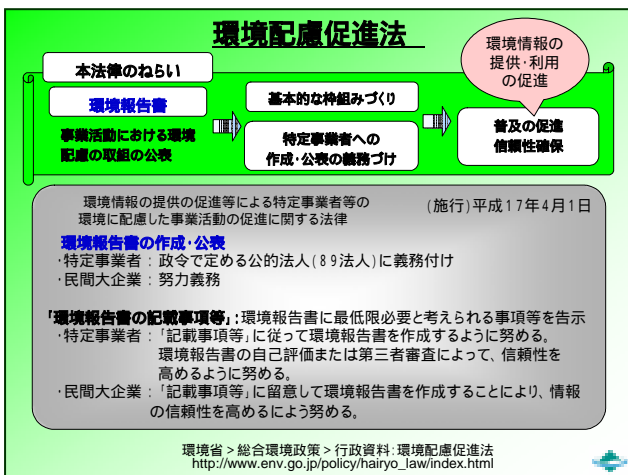 環境配慮促進法
環境情報の
提供･利用
の促進
本法律のねらい
環境報告書
事業活動における環境
配慮の取組の公表
基本的な枠組みづくり
特定事業者への
作成･公表の義務づけ
普及の促進
信頼性確保
環境情報の提供の促進等による特定事業者等の
環境に配慮した事業活動の促進に関する法律
(施行)平成17年4月1日
環境報告書の作成･公表
･特定事業者：政令で定める公的法人(89法人)に義務付け
･民間大企業：努力義務
｢環境報告書の記載事項等｣:環境報告書に最低限必要と考えられる事項等を告示
･特定事業者：｢記載事項等｣に従って環境報告書を作成するように努める。
環境報告書の自己評価または第三者審査によって、信頼性を
高めるように努める。
･民間大企業：｢記載事項等｣に留意して環境報告書を作成することにより、情報
の信頼性を高めるによう努める。
環境省＞総合環境政策＞行政資料:環境配慮促進法
http://www.env.go.jp/policy/hairyo_law/index.html